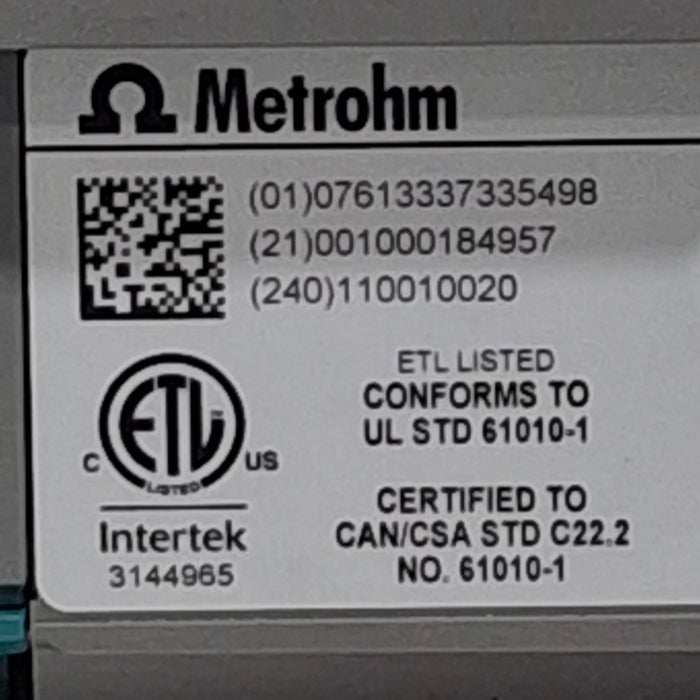 Metrohm
(01)07613337335498
(21)001000184957
(240)110010020
ETL LISTED
CONFORMS TO
UL STD 61010-1
CERTIFIED TO
CAN/CSA STD C22.2
NO. 61010-1
ETL
LISTED
C
US
Intertek
3144965